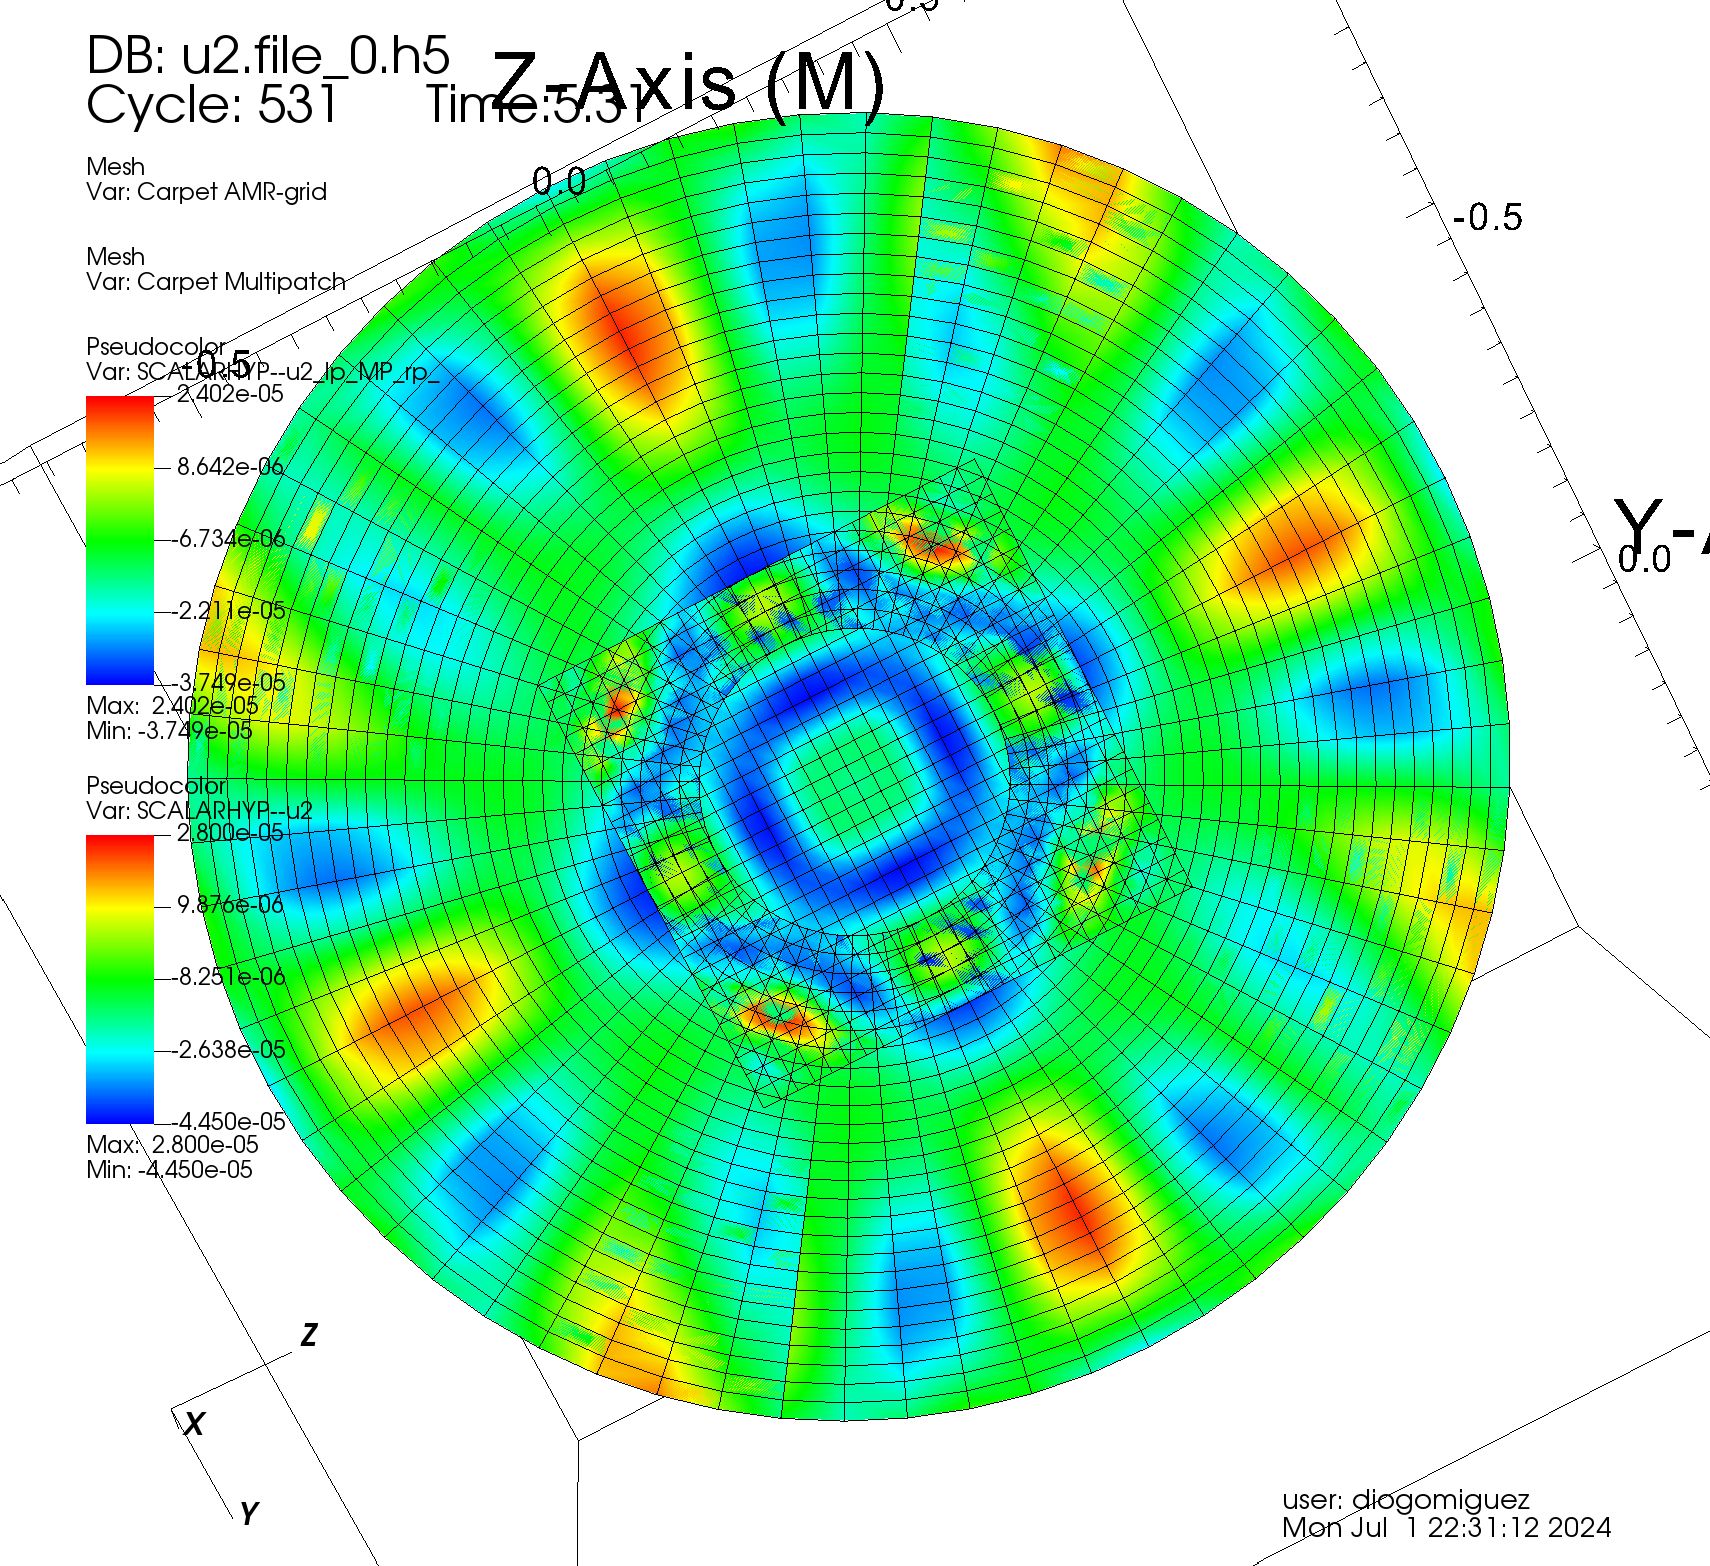 0.5
DB: u2.file_0.h5
Z-Axis (M)
Cycle: 531 Time:5.31
Mesh
Var: Carpet AMR-grid
0.0
-0.5
Mesh
Var: Carpet Multipatch
Pseudocolor
-0.5
Var: SCALARHYP--u2_lp_MP_rp_
2.402e-05
8.642e-06
-6.734e-06
-2.211e-05
-3.749e-05
Max: 2.402e-05
Min: -3.749e-05
Y-A
0.0
Pseudocolor
Var: SCALARHYP--u2
2.800e-05
9.876e-06
-8.251e-06
-2.638e-05
-4.450e-05
Max: 2.800e-05
Min: -4.450e-05
Z
X
Y
user: diogomiguez
Mon Jul 1 22:31:12 2024